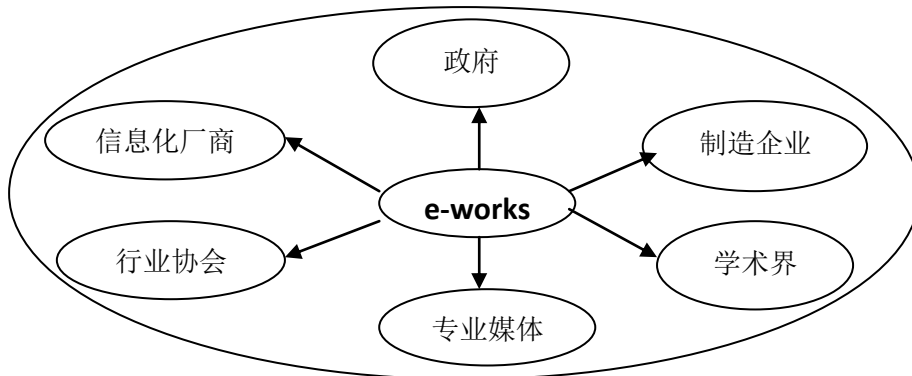 政府
信息化厂商
制造企业
e-works
行业协会
学术界
专业媒体